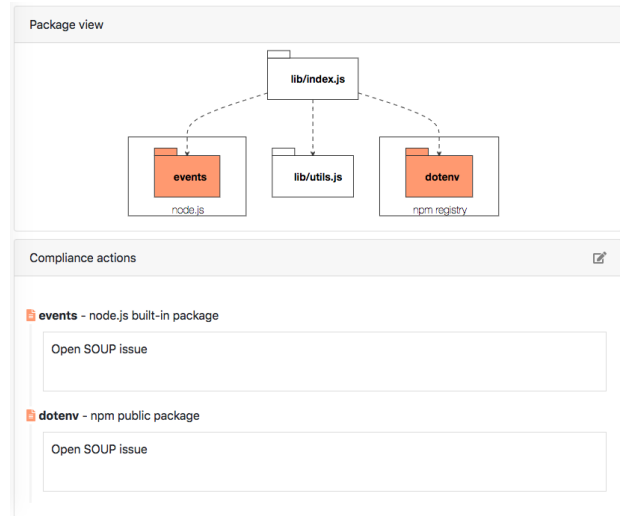 Package view
lib/index.js
events
lib/utils.js
dotenv
node.js
npm registry
Compliance actions
events - node.js built-in package
Open SOUP issue
dotenv - npm public package
Open SOUP issue